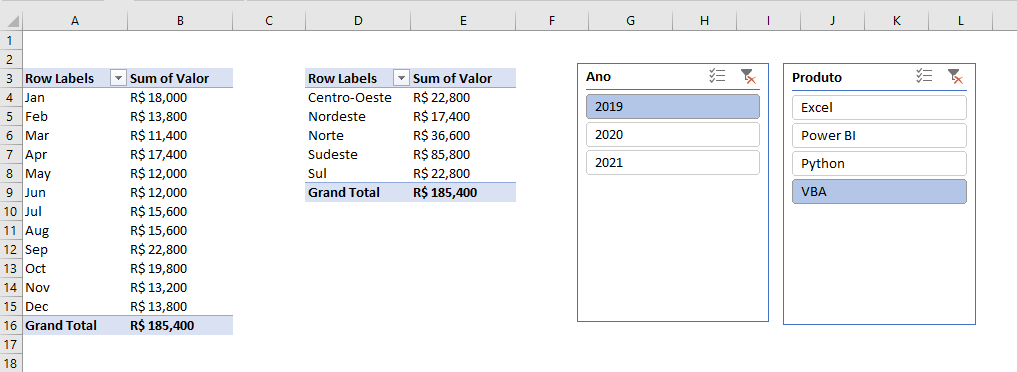 A B C D E F G H I J K L
1
2
3 Row Labels Sum of Valor Row Labels Sum of Valor Ano Produto
4 Jan R$ 18,000 Centro-Oeste R$ 22,800 2019 Excel
5 Feb R$ 13,800 Nordeste R$ 17,400 2020 Power BI
6 Mar R$ 11,400 Norte R$ 36,600 2021 Python
7 Apr R$ 17,400 Sudeste R$ 85,800 VBA
8 May R$ 12,000 Sul R$ 22,800
9 Jun R$ 12,000 Grand Total R$ 185,400
10 Jul R$ 15,600
11 Aug R$ 15,600
12 Sep R$ 22,800
13 Oct R$ 19,800
14 Nov R$ 13,200
15 Dec R$ 13,800
16 Grand Total R$ 185,400
17
18